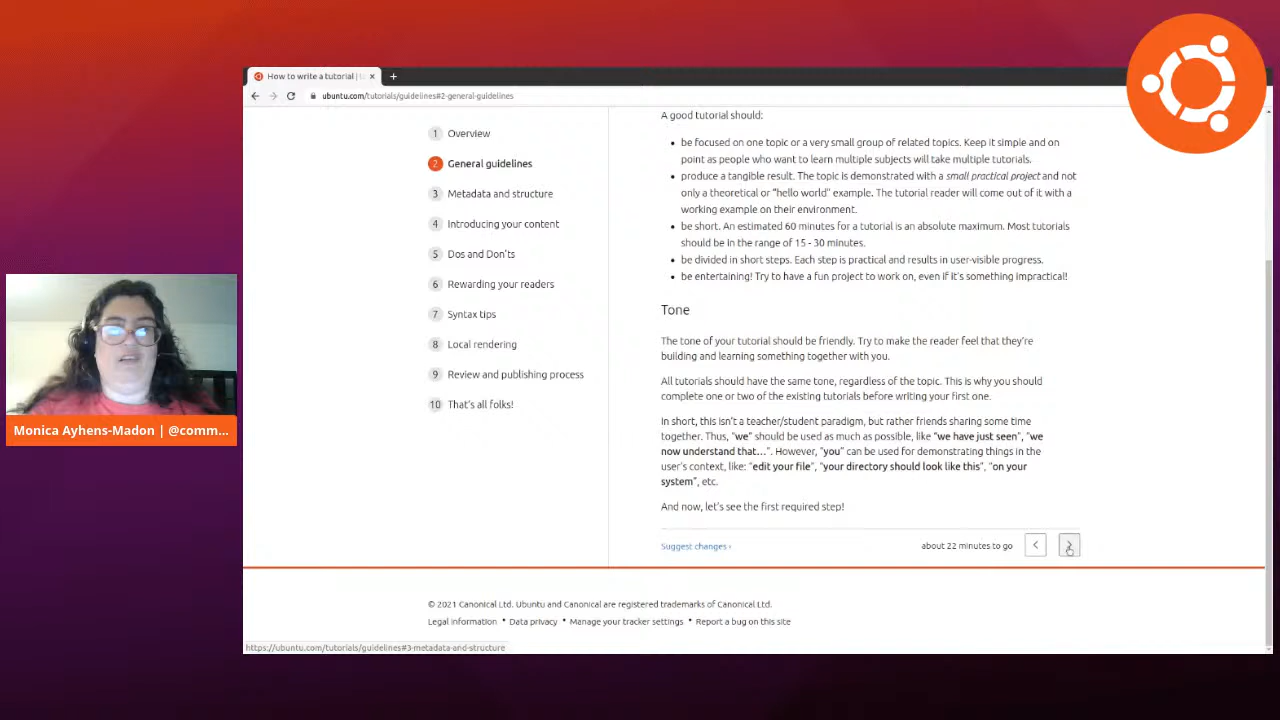 How to write a tutorial | t
ubuntu.com/tutorials/guidelines#2-general-guidelines
1 Overview
2 General guidelines
3 Metadata and structure
4 Introducing your content
5 Dos and Don'ts
6 Rewarding your readers
7 Syntax tips
8 Local rendering
9 Review and publishing process
10 That's all folks!
A good tutorial should:
• be focused on one topic or a very small group of related topics. Keep it simple and on
point as people who want to learn multiple subjects will take multiple tutorials.
• produce a tangible result. The topic is demonstrated with a small practical project and not
only a theoretical or "hello world" example. The tutorial reader will come out of it with a
working example on their environment.
• be short. An estimated 60 minutes for a tutorial is an absolute maximum. Most tutorials
should be in the range of 15 - 30 minutes.
• be divided in short steps. Each step is practical and results in user-visible progress.
• be entertaining! Try to have a fun project to work on, even if it's something impractical!
Tone
The tone of your tutorial should be friendly. Try to make the reader feel that they're
building and learning something together with you.
All tutorials should have the same tone, regardless of the topic. This is why you should
complete one or two of the existing tutorials before writing your first one.
In short, this isn't a teacher/student paradigm, but rather friends sharing some time
together. Thus, "we" should be used as much as possible, like "we have just seen", "we
now understand that...". However, "you" can be used for demonstrating things in the
user's context, like: "edit your file", "your directory should look like this", "on your
system", etc.
And now, let's see the first required step!
Suggest changes ›
about 22 minutes to go
Monica Ayhens-Madon | @comm...
© 2021 Canonical Ltd. Ubuntu and Canonical are registered trademarks of Canonical Ltd.
Legal information • Data privacy • Manage your tracker settings • Report a bug on this site
https://ubuntu.com/tutorials/guidelines#3-metadata-and-structure